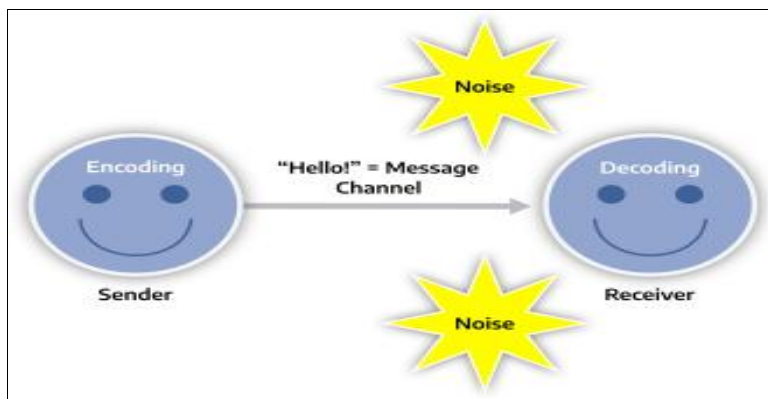 Noise
Encoding
"Hello!" = Message
Channel
Decoding
Sender
Receiver
Noise